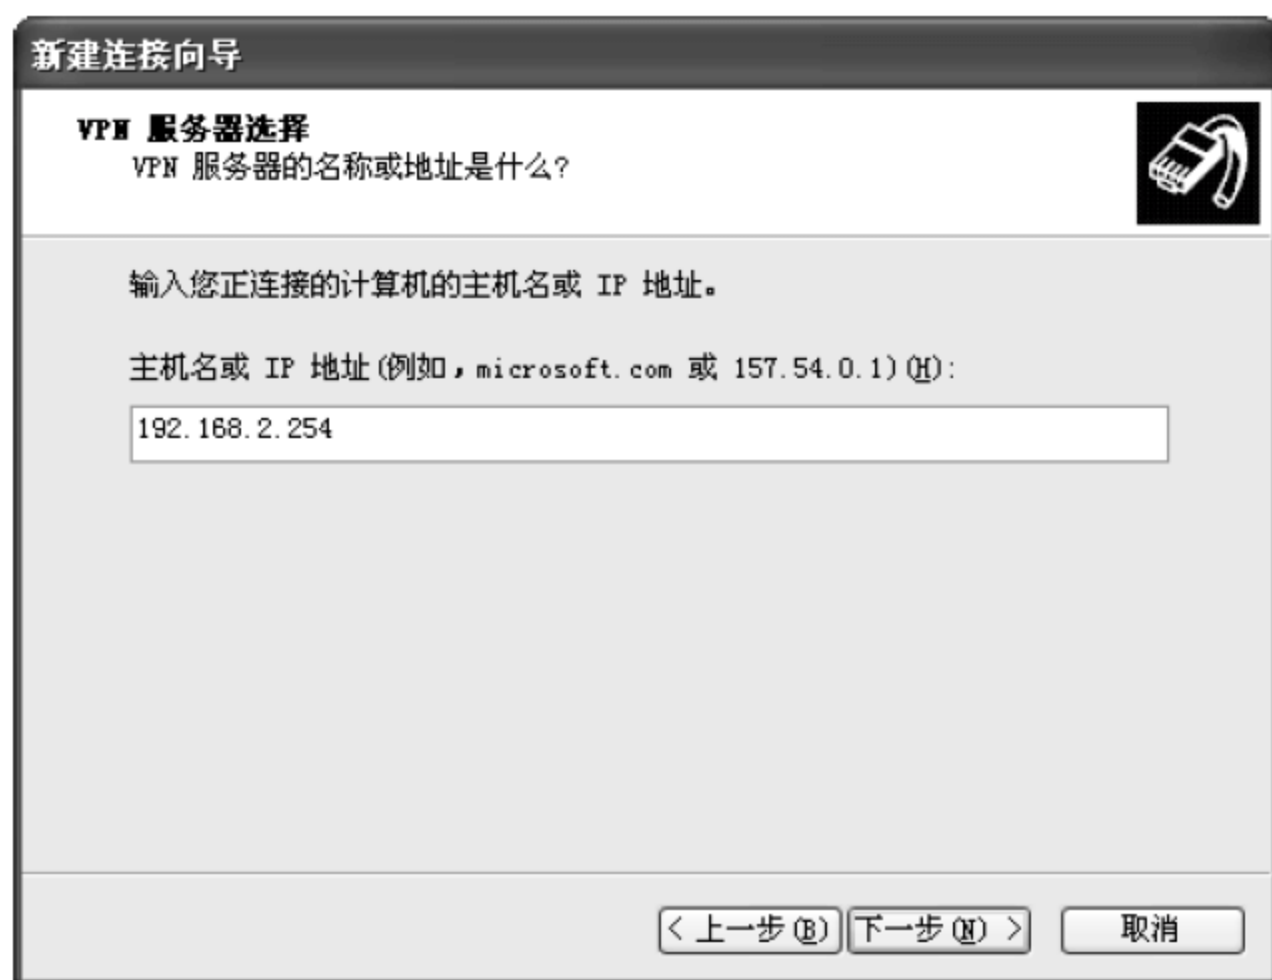 新建连接向导
VPN 服务器选择
VPN 服务器的名称或地址是什么?
输入您正连接的计算机的主机名或 IP 地址。
主机名或 IP 地址(例如，microsoft.com 或 157.54.0.1)(H):
192.168.2.254
< 上一步(B) 下一步(N) > 取消